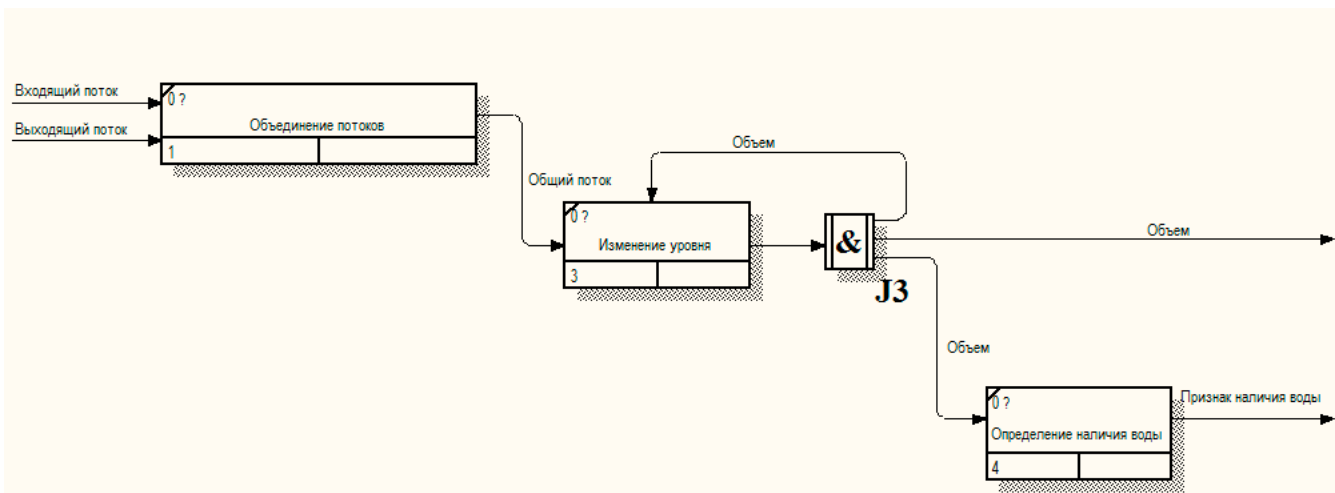 Входящий поток
0 ?
Выходящий поток
Объединение потоков
1
Объем
Общий поток
0 ?
Изменение уровня
3
&
J3
Объем
Объем
0 ?
Признак наличия воды
Определение наличия воды
4